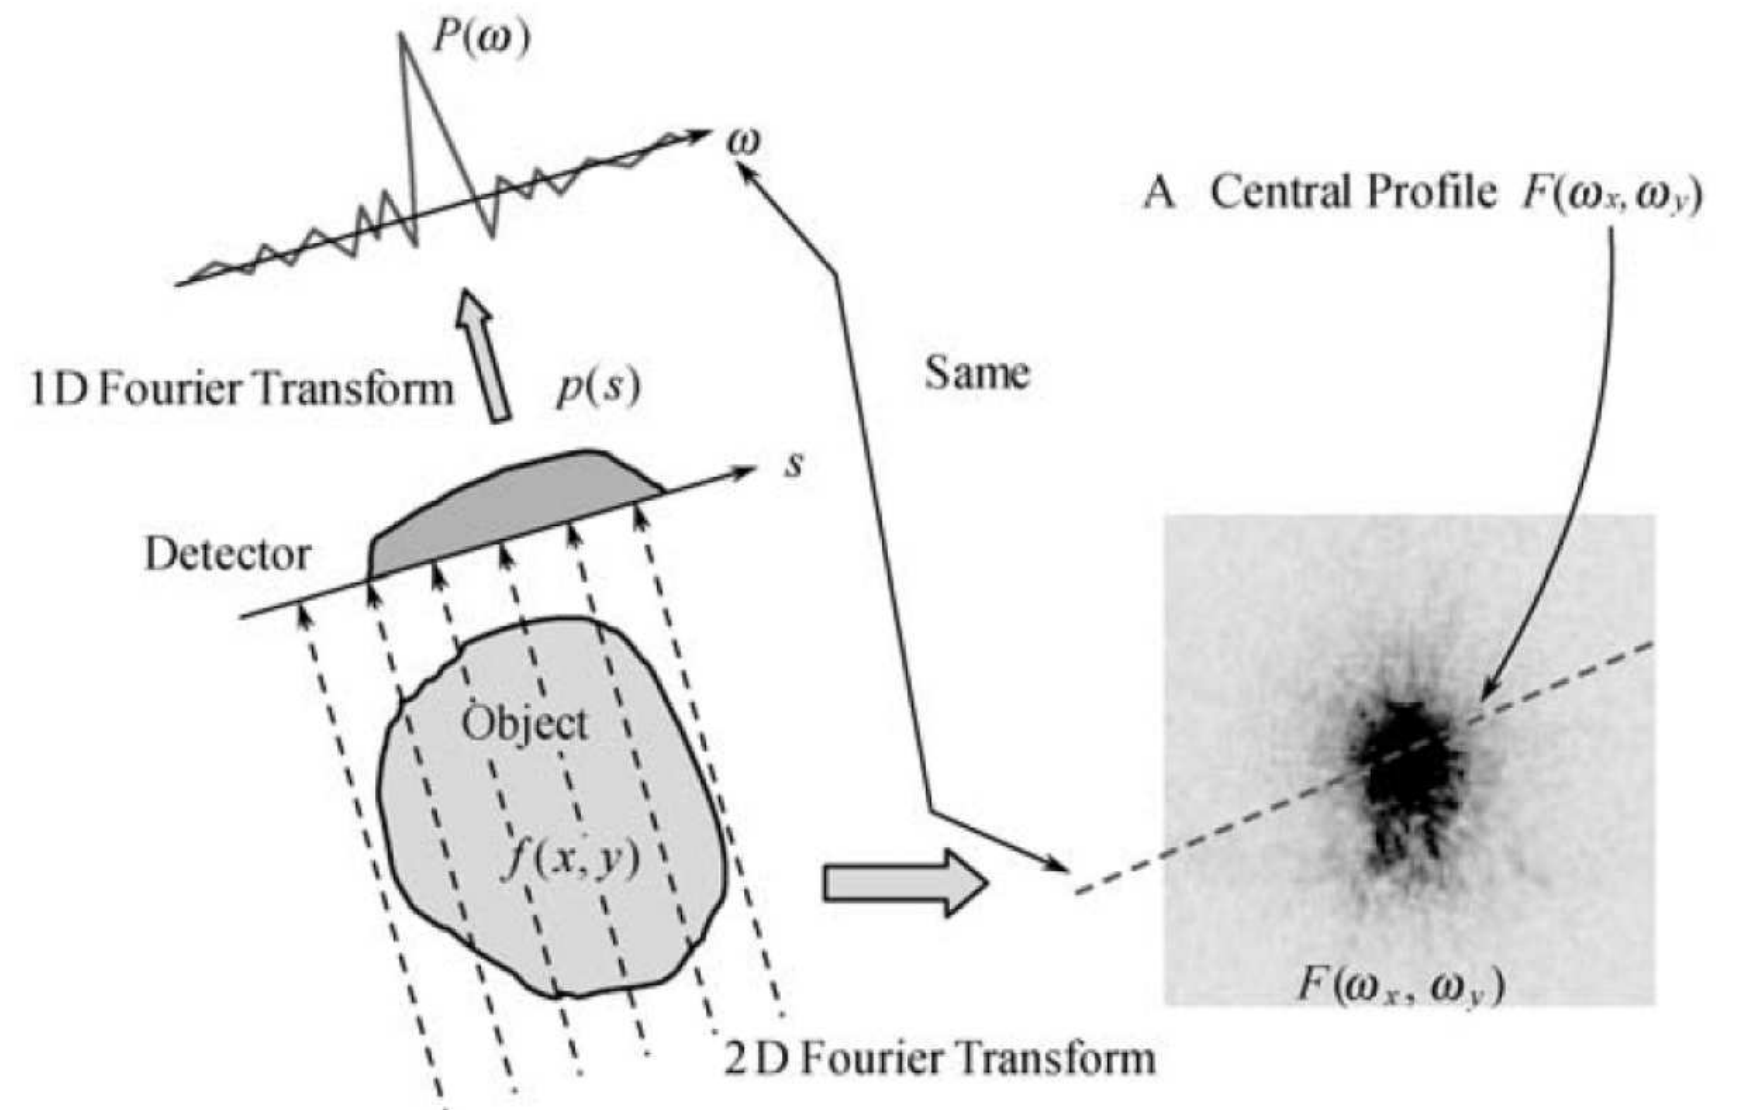 P(ω)
ω
A Central Profile F(ωx, ωy)
1D Fourier Transform
p(s)
Same
s
Detector
Object
f(x, y)
F(ωx, ωy)
2D Fourier Transform